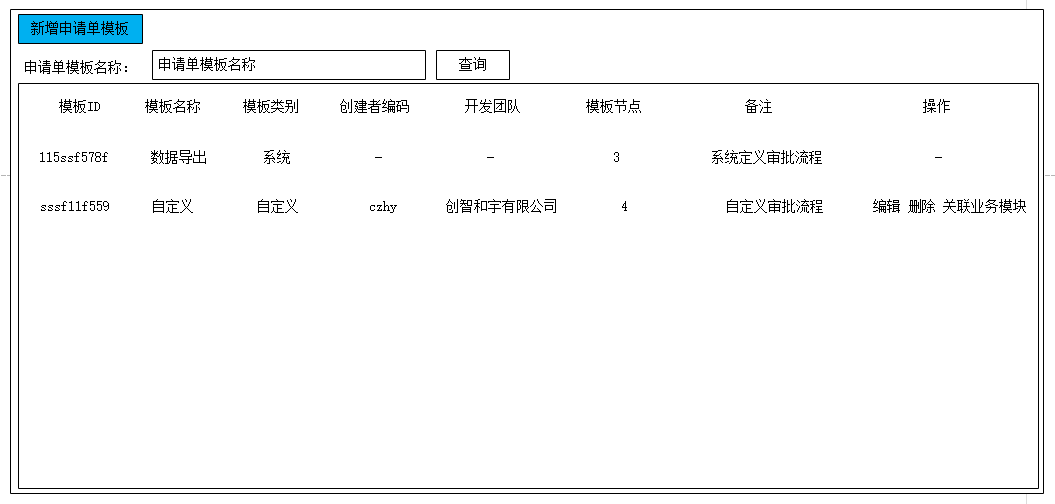 新增申请单模板
申请单模板名称： 申请单模板名称 查询
模板ID 模板名称 模板类别 创建者编码 开发团队 模板节点 备注 操作
115ssf578f 数据导出 系统 - - 3 系统定义审批流程 -
sssf11f559 自定义 自定义 czhy 创智和宇有限公司 4 自定义审批流程 编辑 删除 关联业务模块